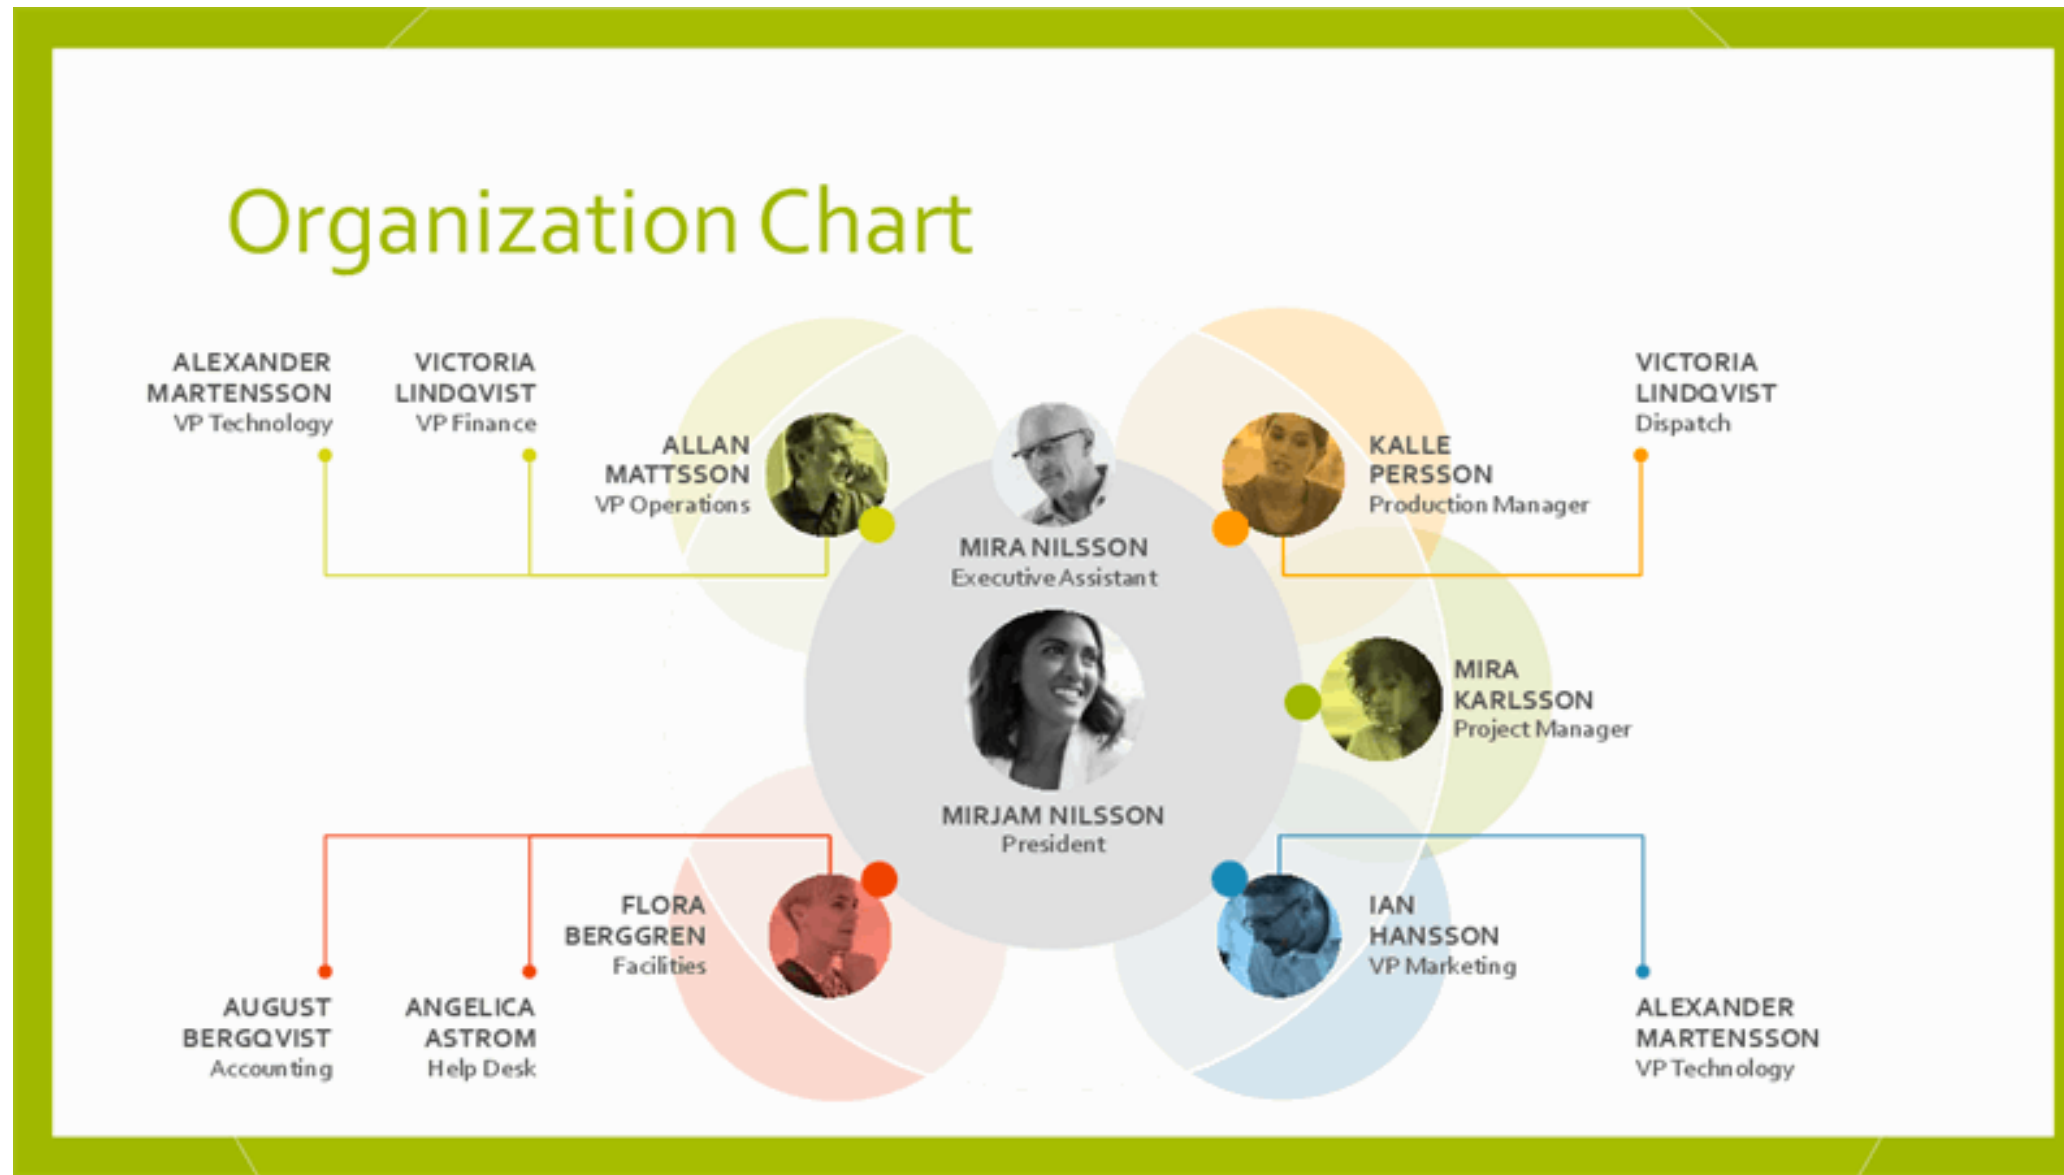 Organization Chart
ALEXANDER
MARTENSSON
VP Technology
VICTORIA
LINDQVIST
VP Finance
ALLAN
MATTSSON
VP Operations
MIRA NILSSON
Executive Assistant
KALLE
PERSSON
Production Manager
VICTORIA
LINDQVIST
Dispatch
MIRJAM NILSSON
President
MIRA
KARLSSON
Project Manager
AUGUST
BERGQVIST
Accounting
ANGELICA
ASTROM
Help Desk
FLORA
BERGGREN
Facilities
IAN
HANSSON
VP Marketing
ALEXANDER
MARTENSSON
VP Technology